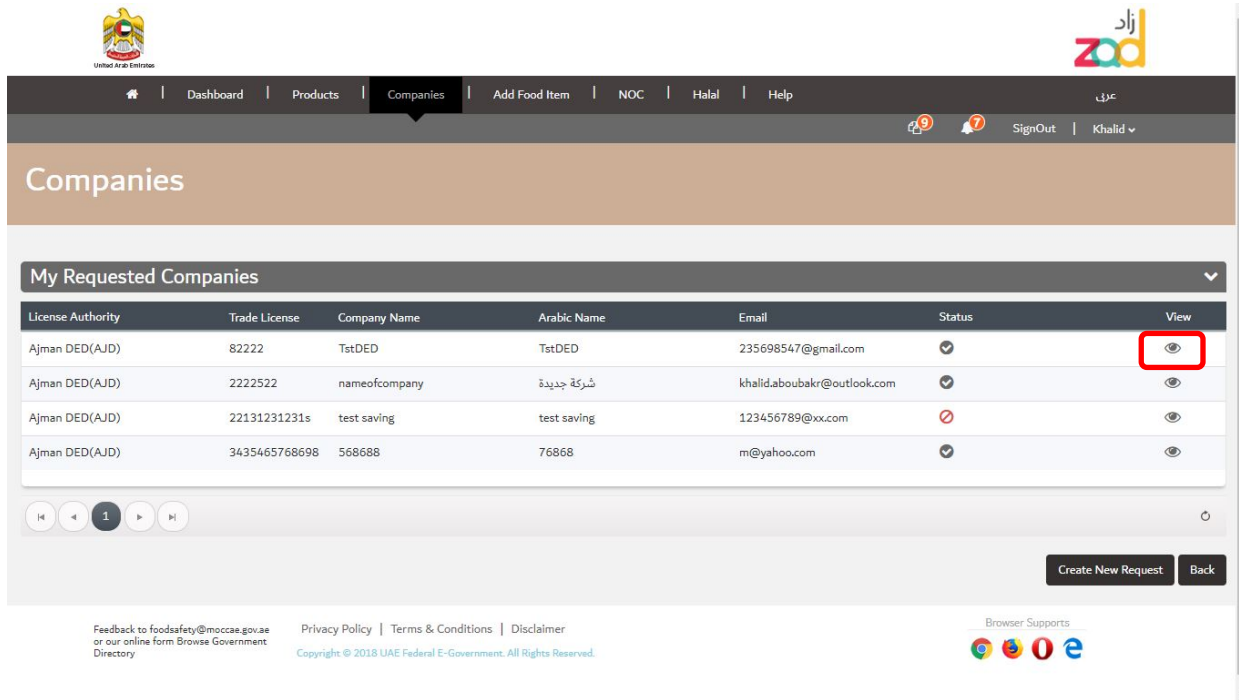 United Arab Emirates
زاد
zad
Dashboard | Products | Companies | Add Food Item | NOC | Halal | Help
عربى
9 7 SignOut | Khalid
Companies
My Requested Companies
License Authority Trade License Company Name Arabic Name Email Status View
Ajman DED(AJD) 82222 TstDED TstDED 235698547@gmail.com
Ajman DED(AJD) 2222522 nameofcompany شركة جديدة khalid.aboubakr@outlook.com
Ajman DED(AJD) 22131231231s test saving test saving 123456789@xx.com
Ajman DED(AJD) 3435465768698 568688 76868 m@yahoo.com
1
Create New Request Back
Feedback to foodsafety@moccae.gov.ae
or our online form Browse Government
Directory
Privacy Policy | Terms & Conditions | Disclaimer
Copyright © 2018 UAE Federal E-Government. All Rights Reserved.
Browser Supports